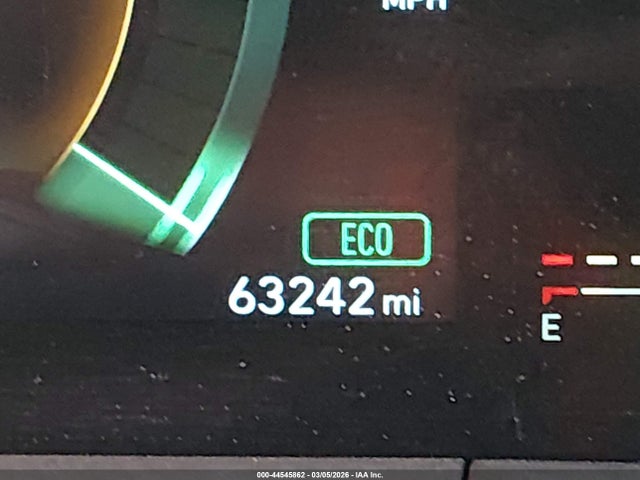 MPH
ECO
63242 mi
E
000-44545862 - 03/05/2026 - IAA Inc.